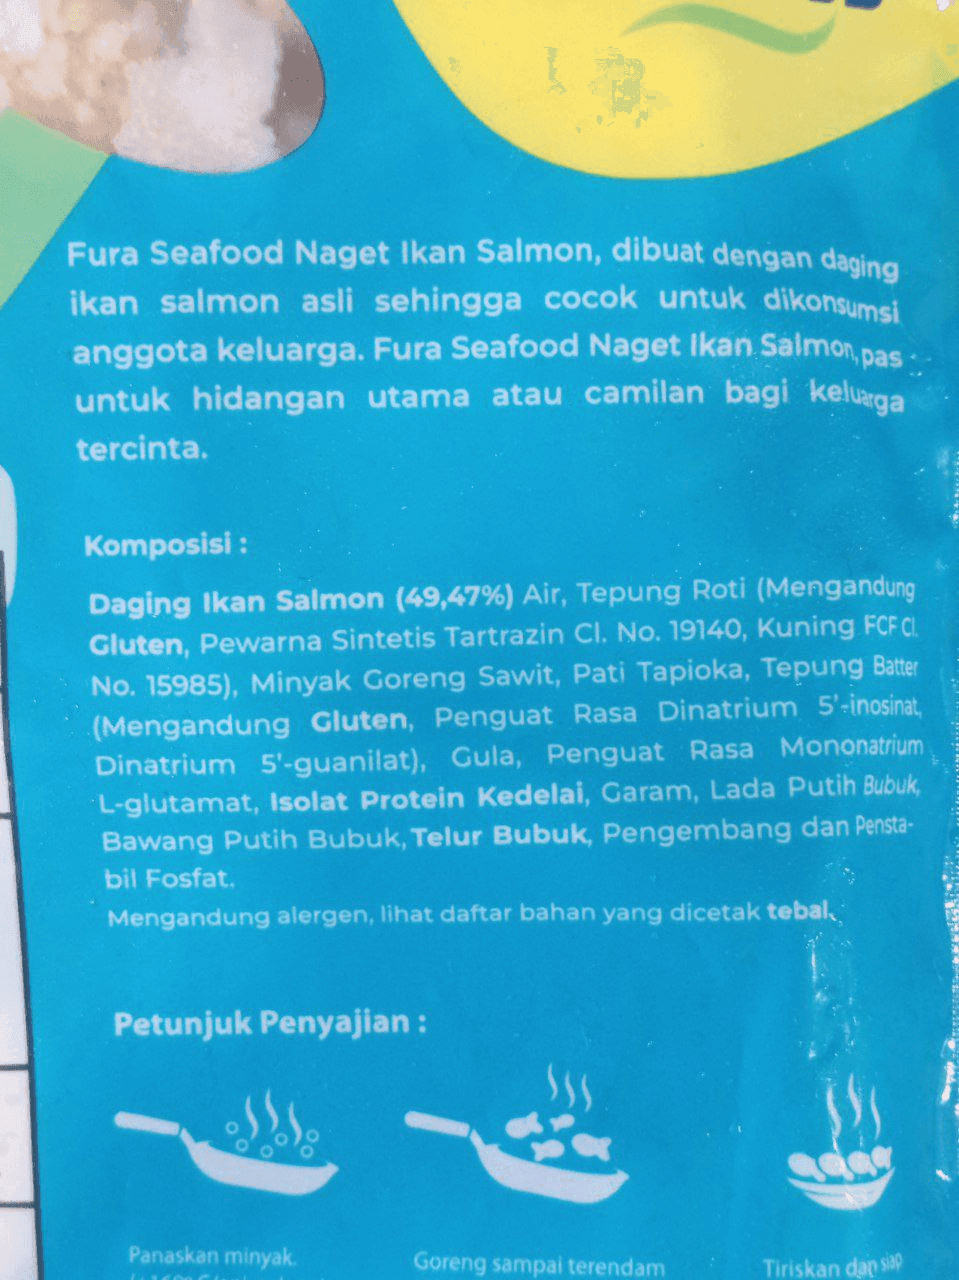 Fura Seafood Naget Ikan Salmon, dibuat dengan daging
ikan salmon asli sehingga cocok untuk dikonsumsi
anggota keluarga. Fura Seafood Naget Ikan Salmon, pas
untuk hidangan utama atau camilan bagi keluarga
tercinta.
Komposisi :
Daging Ikan Salmon (49,47%) Air, Tepung Roti (Mengandung
Gluten, Pewarna Sintetis Tartrazin CI. No. 19140, Kuning FCF CI.
No. 15985), Minyak Goreng Sawit, Pati Tapioka, Tepung Batter
(Mengandung Gluten, Penguat Rasa Dinatrium 5'-inosinat,
Dinatrium 5'-guanilat), Gula, Penguat Rasa Mononatrium
L-glutamat, Isolat Protein Kedelai, Garam, Lada Putih Bubuk,
Bawang Putih Bubuk, Telur Bubuk, Pengembang dan Pensta-
bil Fosfat.
Mengandung alergen, lihat daftar bahan yang dicetak tebal.
Petunjuk Penyajian :
Panaskan minyak.
Goreng sampai terendam
Tiriskan dan siap